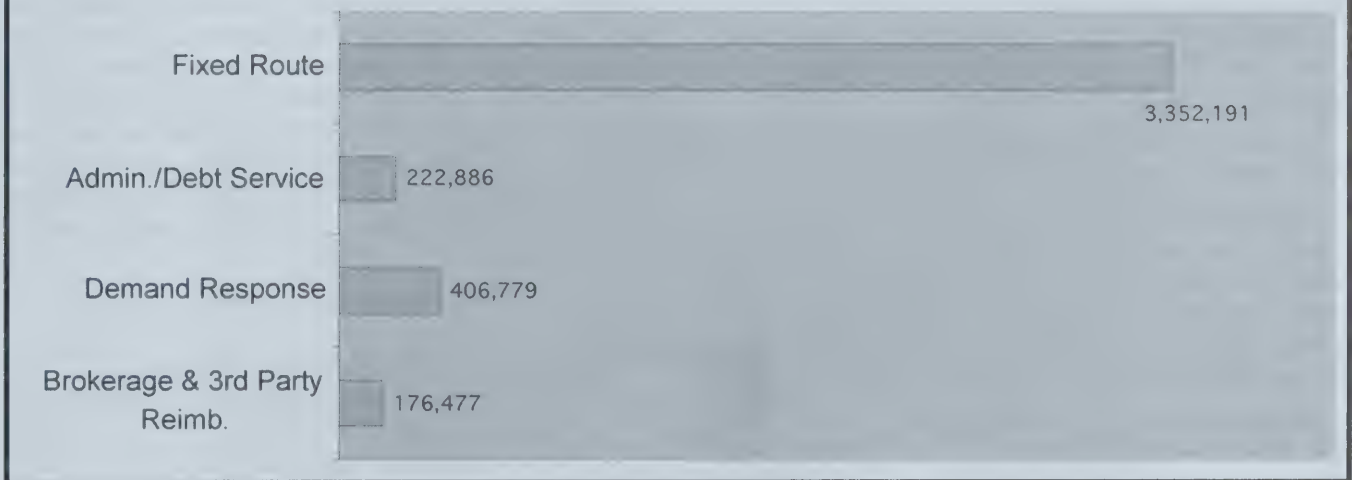 Fixed Route
3,352,191
Admin./Debt Service
222,886
Demand Response
406,779
Brokerage & 3rd Party
Reimb.
176,477